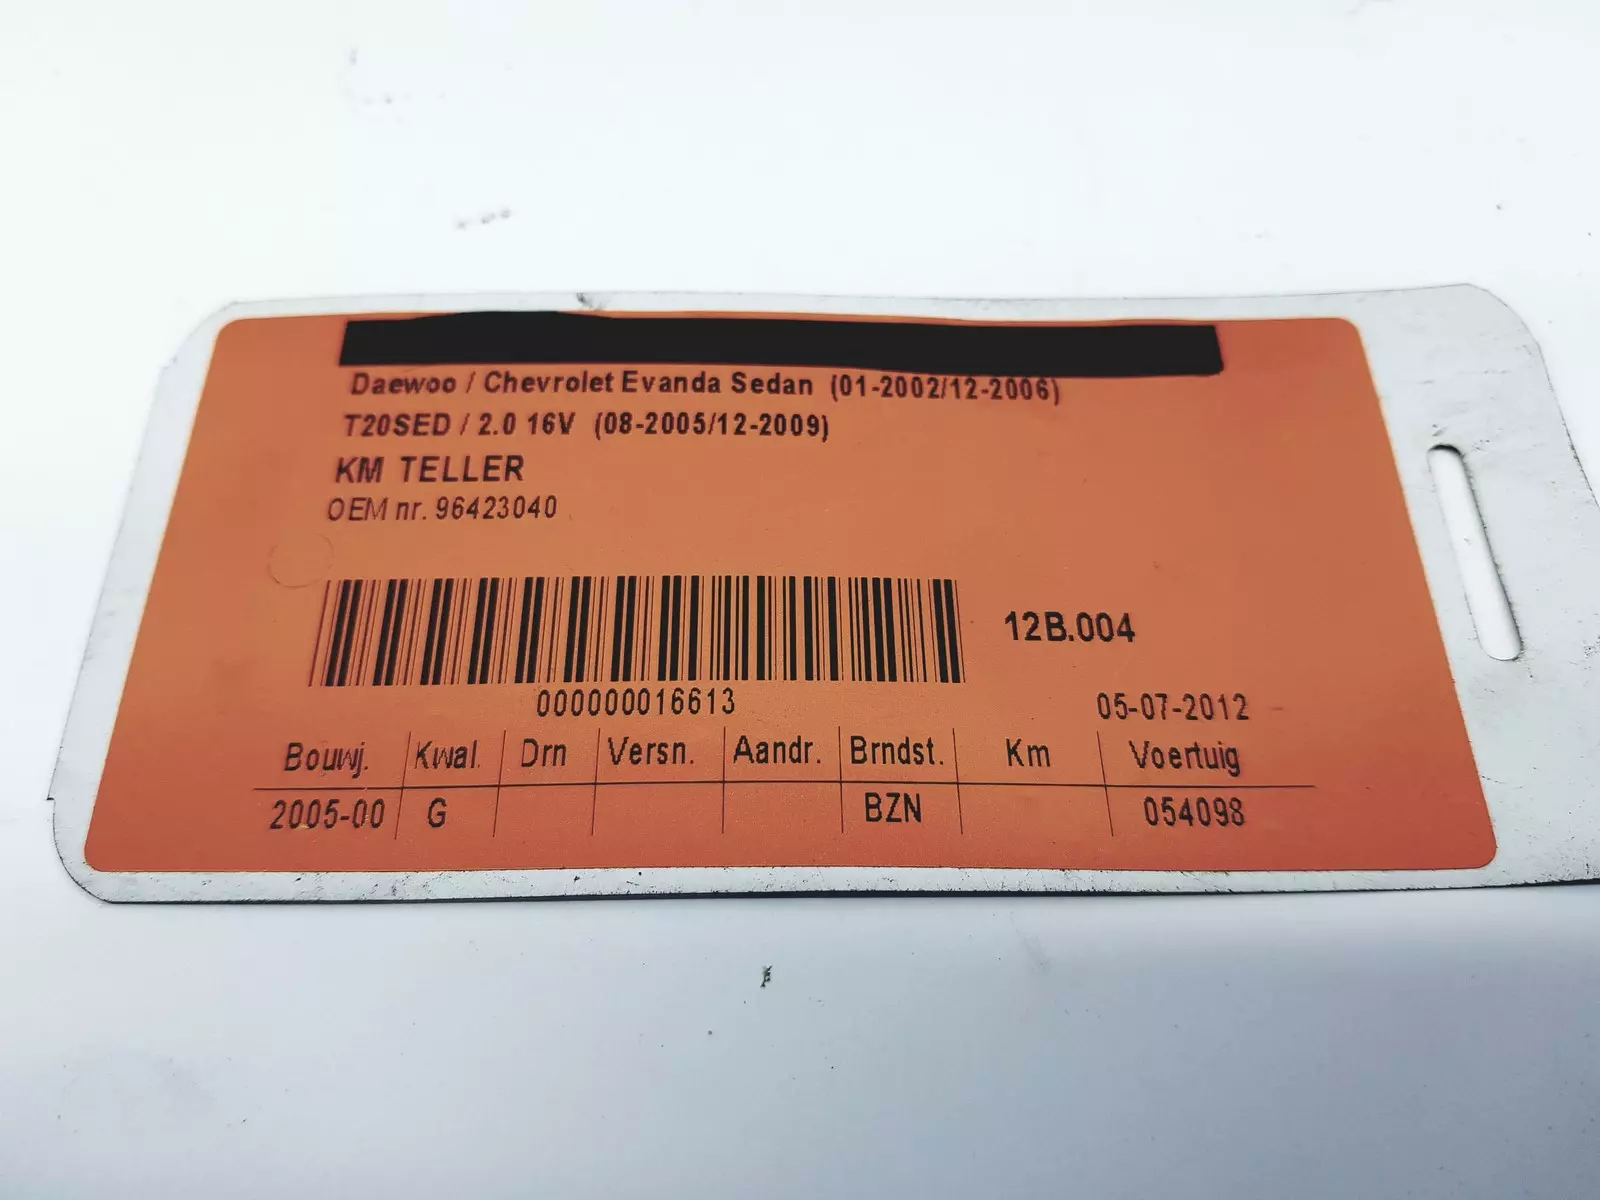 Daewoo / Chevrolet Evanda Sedan (01-2002/12-2006)
T20SED / 2.0 16V (08-2005/12-2009)
KM TELLER
OEM nr. 96423040
12B.004
000000016613
05-07-2012
Bouwj. Kwal. Drn Versn. Aandr. Brndst. Km Voertuig
2005-00 G BZN 054098